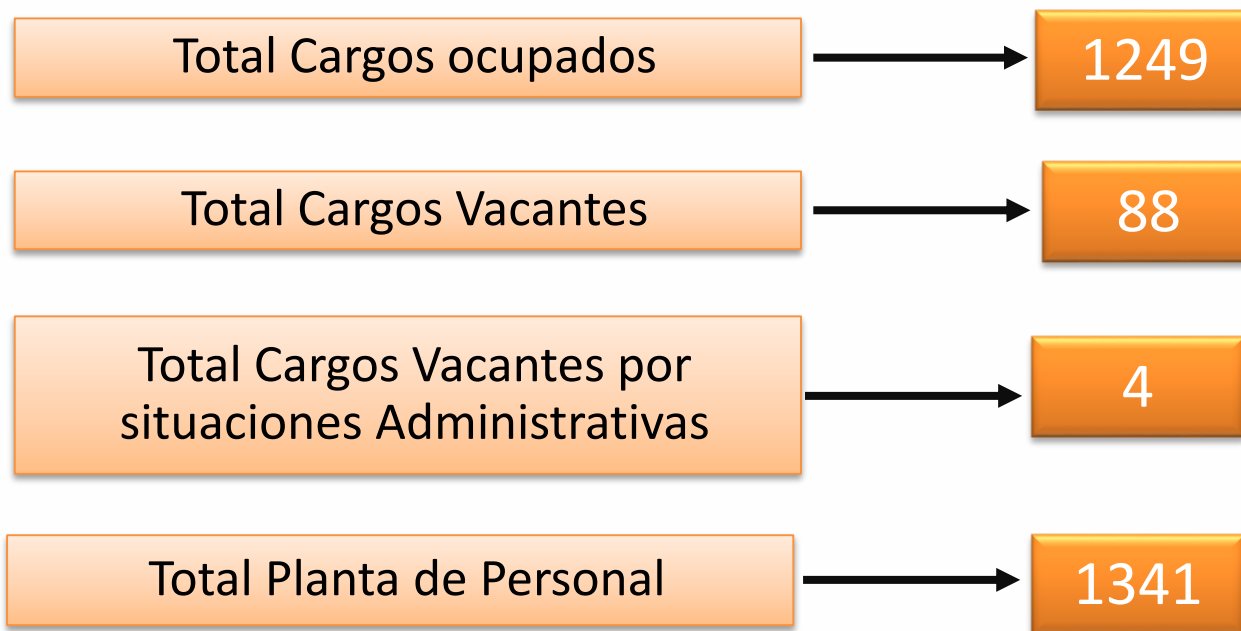 Total Cargos ocupados
1249
Total Cargos Vacantes
88
Total Cargos Vacantes por
situaciones Administrativas
4
Total Planta de Personal
1341